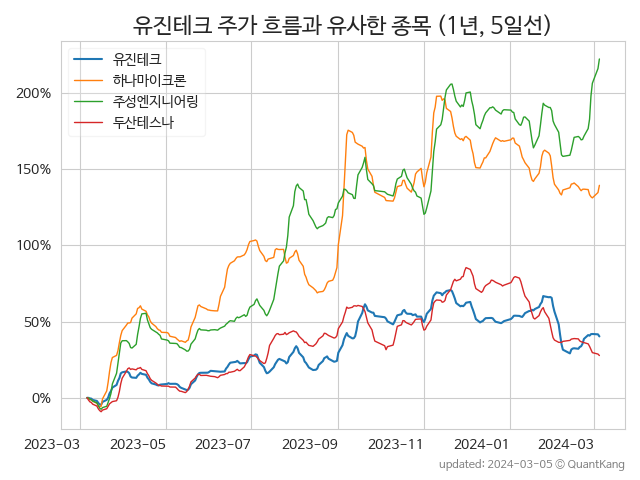 유진테크 주가 흐름과 유사한 종목 (1년, 5일선)
유진테크
하나마이크론
주성엔지니어링
두산테스나
200%
150%
100%
50%
0%
2023-03 2023-05 2023-07 2023-09 2023-11 2024-01 2024-03
updated: 2024-03-05 © QuantKang